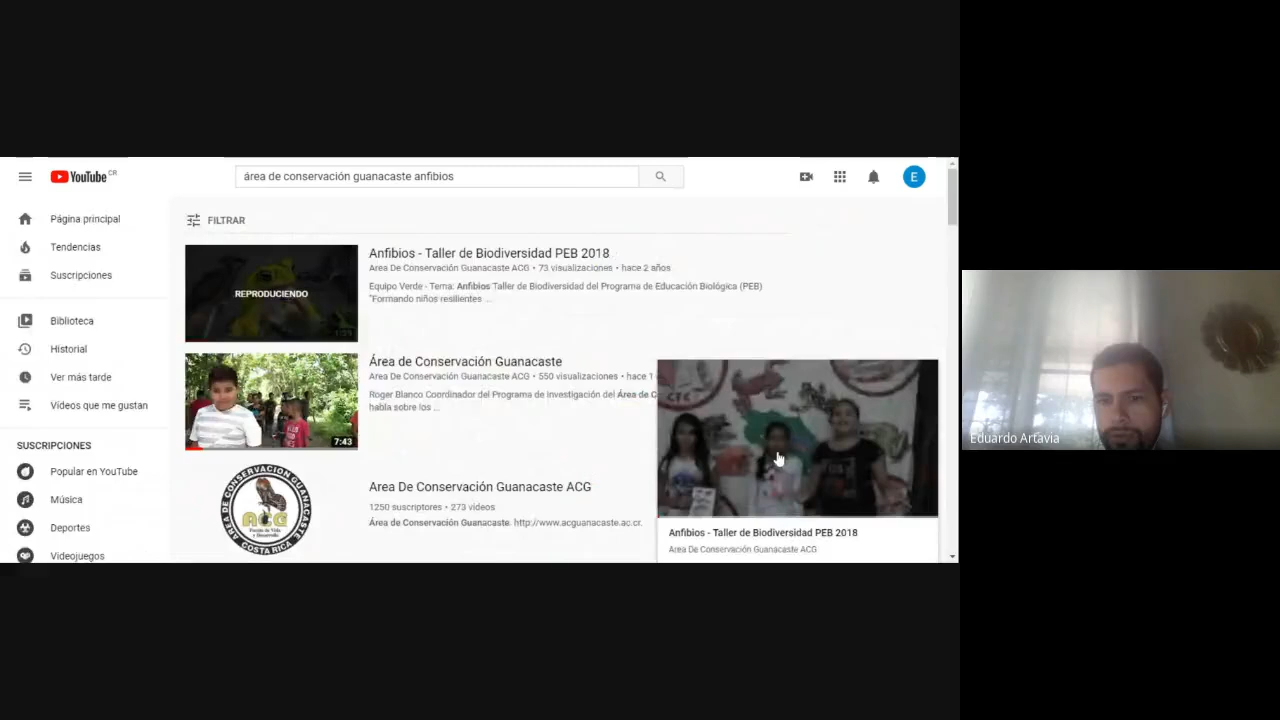 YouTube CR
área de conservación guanacaste anfibios
E
Página principal
Tendencias
Suscripciones
Biblioteca
Historial
Ver más tarde
Vídeos que me gustan
SUSCRIPCIONES
Popular en YouTube
Música
Deportes
Videojuegos
FILTRAR
REPRODUCIENDO
Anfibios - Taller de Biodiversidad PEB 2018
Area De Conservación Guanacaste ACG • 73 visualizaciones • hace 2 años
Equipo Verde - Tema: Anfibios Taller de Biodiversidad del Programa de Educación Biológica (PEB)
"Formando niños resilientes ...
7:43
Área de Conservación Guanacaste
Area De Conservación Guanacaste ACG • 550 visualizaciones • hace 1
Roger Blanco Coordinador del Programa de Investigación del Área de C
habla sobre los ...
AREA DE CONSERVACION GUANACASTE
ACG
COSTA RICA
Area De Conservación Guanacaste ACG
1250 suscriptores • 273 vídeos
Área de Conservación Guanacaste. http://www.acguanacaste.ac.cr.
Anfibios - Taller de Biodiversidad PEB 2018
Area De Conservación Guanacaste ACG
Eduardo Artavia